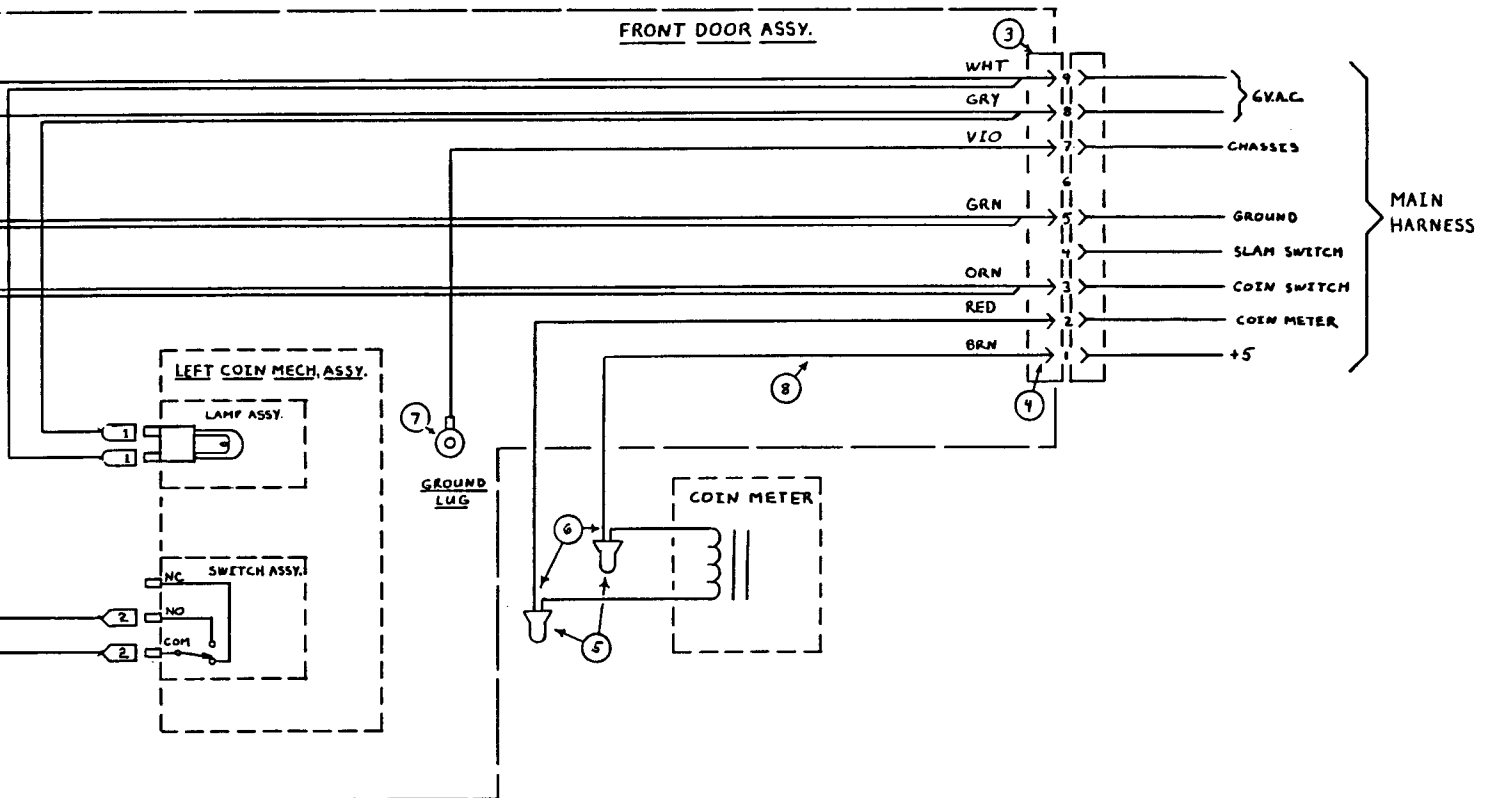 FRONT DOOR ASSY.
3
WHT
9
6V.A.C.
GRY
8
VIO
7
CHASSES
6
MAIN
HARNESS
GRN
5
GROUND
4
SLAM SWITCH
ORN
3
COIN SWITCH
RED
2
COIN METER
BRN
1
+5
8
4
LEFT COIN MECH. ASSY.
LAMP ASSY.
1
1
7
GROUND
LUG
COIN METER
6
SWITCH ASSY.
NC
2
NO
2
COM
5